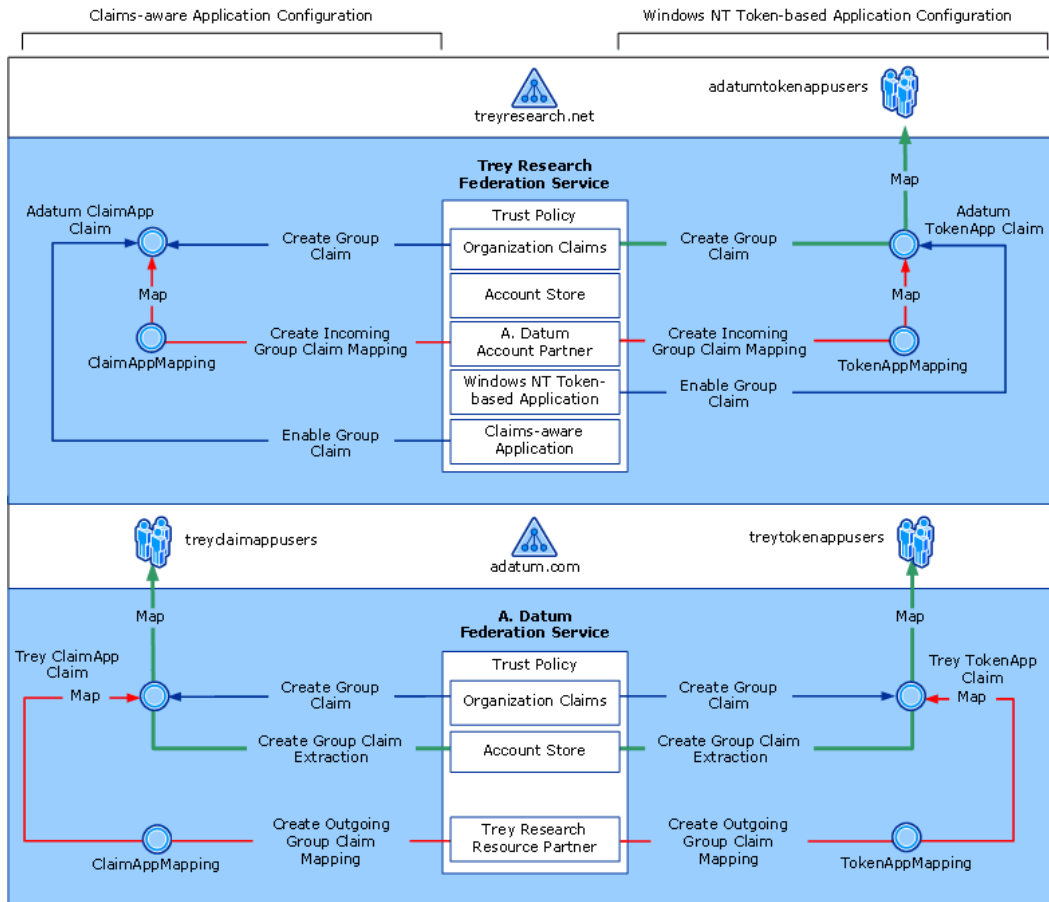 Claims-aware Application Configuration
Windows NT Token-based Application Configuration
treyresearch.net
adatumtokenappusers
Trey Research
Federation Service
Trust Policy
Organization Claims
Account Store
A. Datum
Account Partner
Windows NT Token-
based Application
Claims-aware
Application
Adatum ClaimApp
Claim
Create Group
Claim
Map
ClaimAppMapping
Create Incoming
Group Claim Mapping
Enable Group
Claim
Map
Create Group
Claim
Adatum
TokenApp Claim
Map
Create Incoming
Group Claim Mapping
TokenAppMapping
Enable Group
Claim
treyclaimappusers
adatum.com
treytokenappusers
A. Datum
Federation Service
Trust Policy
Organization Claims
Account Store
Trey Research
Resource Partner
Map
Trey ClaimApp
Claim
Map
Create Group
Claim
Create Group Claim
Extraction
Create Outgoing
Group Claim
Mapping
ClaimAppMapping
Map
Trey TokenApp
Claim
Map
Create Group
Claim
Create Group Claim
Extraction
Create Outgoing
Group Claim
Mapping
TokenAppMapping